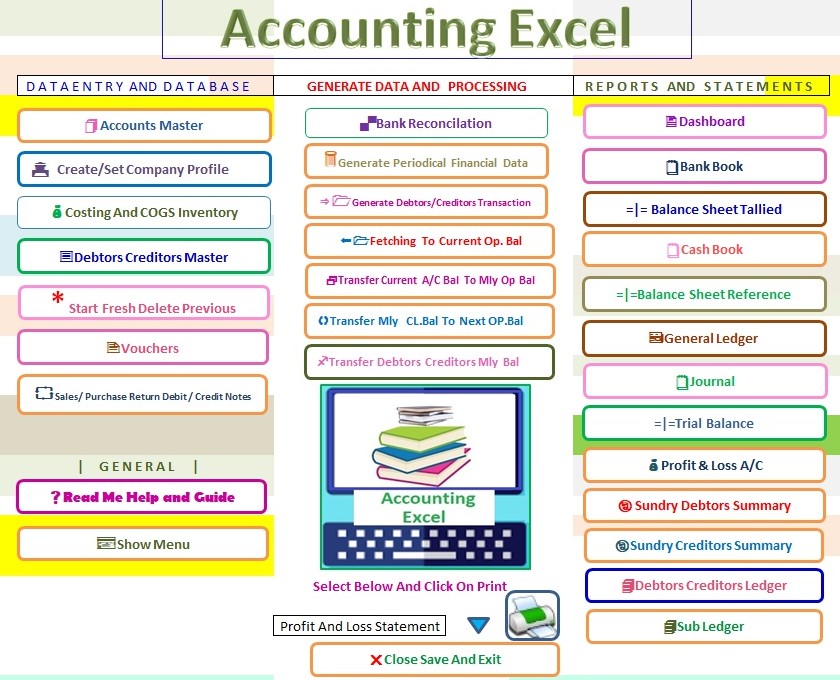 Accounting Excel
DATAENTRY AND DATABASE
Accounts Master
Create/Set Company Profile
Costing And COGS Inventory
Debtors Creditors Master
Start Fresh Delete Previous
Vouchers
Sales/ Purchase Return Debit / Credit Notes
| GENERAL |
? Read Me Help and Guide
Show Menu
GENERATE DATA AND PROCESSING
Bank Reconcilation
Generate Periodical Financial Data
Generate Debtors/Creditors Transaction
Fetching To Current Op. Bal
Transfer Current A/C Bal To Mly Op Bal
Transfer Mly CL.Bal To Next OP.Bal
Transfer Debtors Creditors Mly Bal
Accounting
Excel
Select Below And Click On Print
Profit And Loss Statement
Close Save And Exit
REPORTS AND STATEMENTS
Dashboard
Bank Book
=|= Balance Sheet Tallied
Cash Book
=|=Balance Sheet Reference
General Ledger
Journal
=|=Trial Balance
Profit & Loss A/C
Sundry Debtors Summary
Sundry Creditors Summary
Debtors Creditors Ledger
Sub Ledger